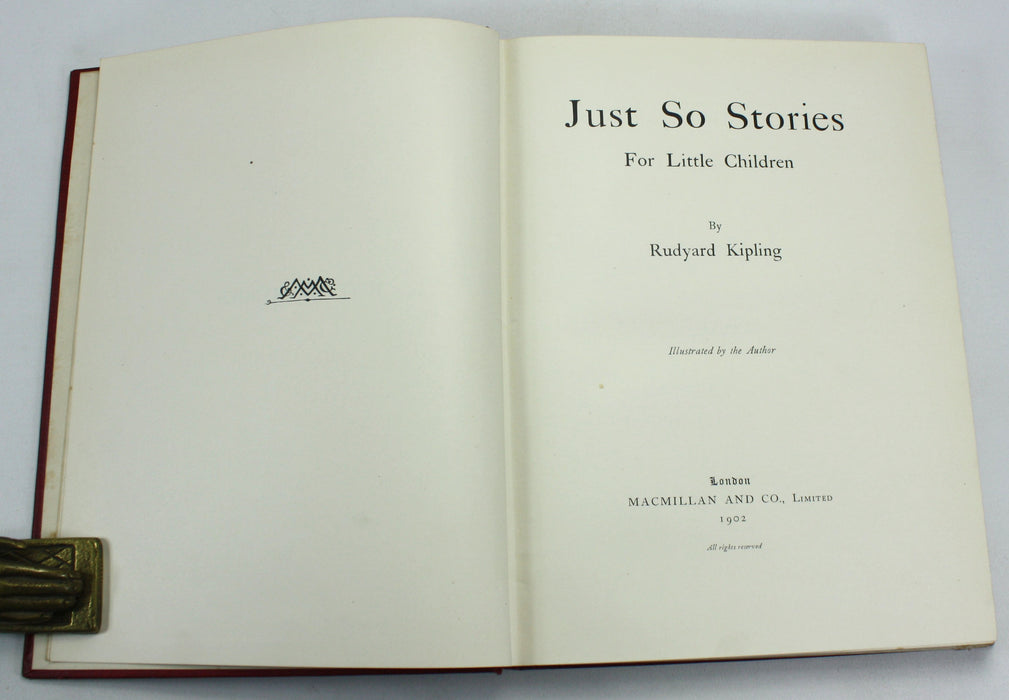 Just So Stories
For Little Children
By
Rudyard Kipling
Illustrated by the Author
London
MACMILLAN AND CO., LIMITED
1902
All rights reserved